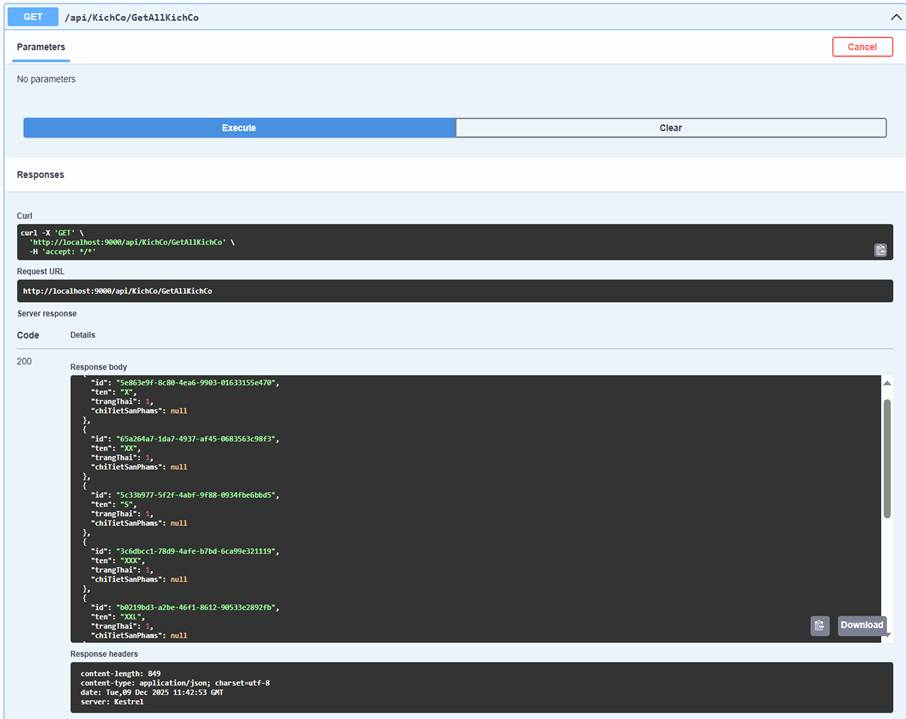 GET /api/KichCo/GetAllKichCo
Parameters
Cancel
No parameters
Execute
Clear
Responses
Curl
curl -X 'GET' \
'http://localhost:9000/api/KichCo/GetAllKichCo' \
-H 'accept: */*'
Request URL
http://localhost:9000/api/KichCo/GetAllKichCo
Server response
Code Details
200
Response body
"id": "5e863e9f-8c80-4ea6-9903-01633155e470",
"ten": "X",
"trangThai": 1,
"chiTietSanPhams": null
},
{
"id": "65a264a7-1da7-4937-af45-0683563c98f3",
"ten": "XX",
"trangThai": 1,
"chiTietSanPhams": null
},
{
"id": "5c33b977-5f2f-4abf-9f88-0934fbe6bbd5",
"ten": "S",
"trangThai": 1,
"chiTietSanPhams": null
},
{
"id": "3c6dbcc1-78d9-4afe-b7bd-6ca99e321119",
"ten": "XXX",
"trangThai": 1,
"chiTietSanPhams": null
},
{
"id": "b0219bd3-a2be-46f1-8612-90533e2892fb",
"ten": "XXL",
"trangThai": 1,
"chiTietSanPhams": null
Download
Response headers
content-length: 849
content-type: application/json; charset=utf-8
date: Tue,09 Dec 2025 11:42:53 GMT
server: Kestrel